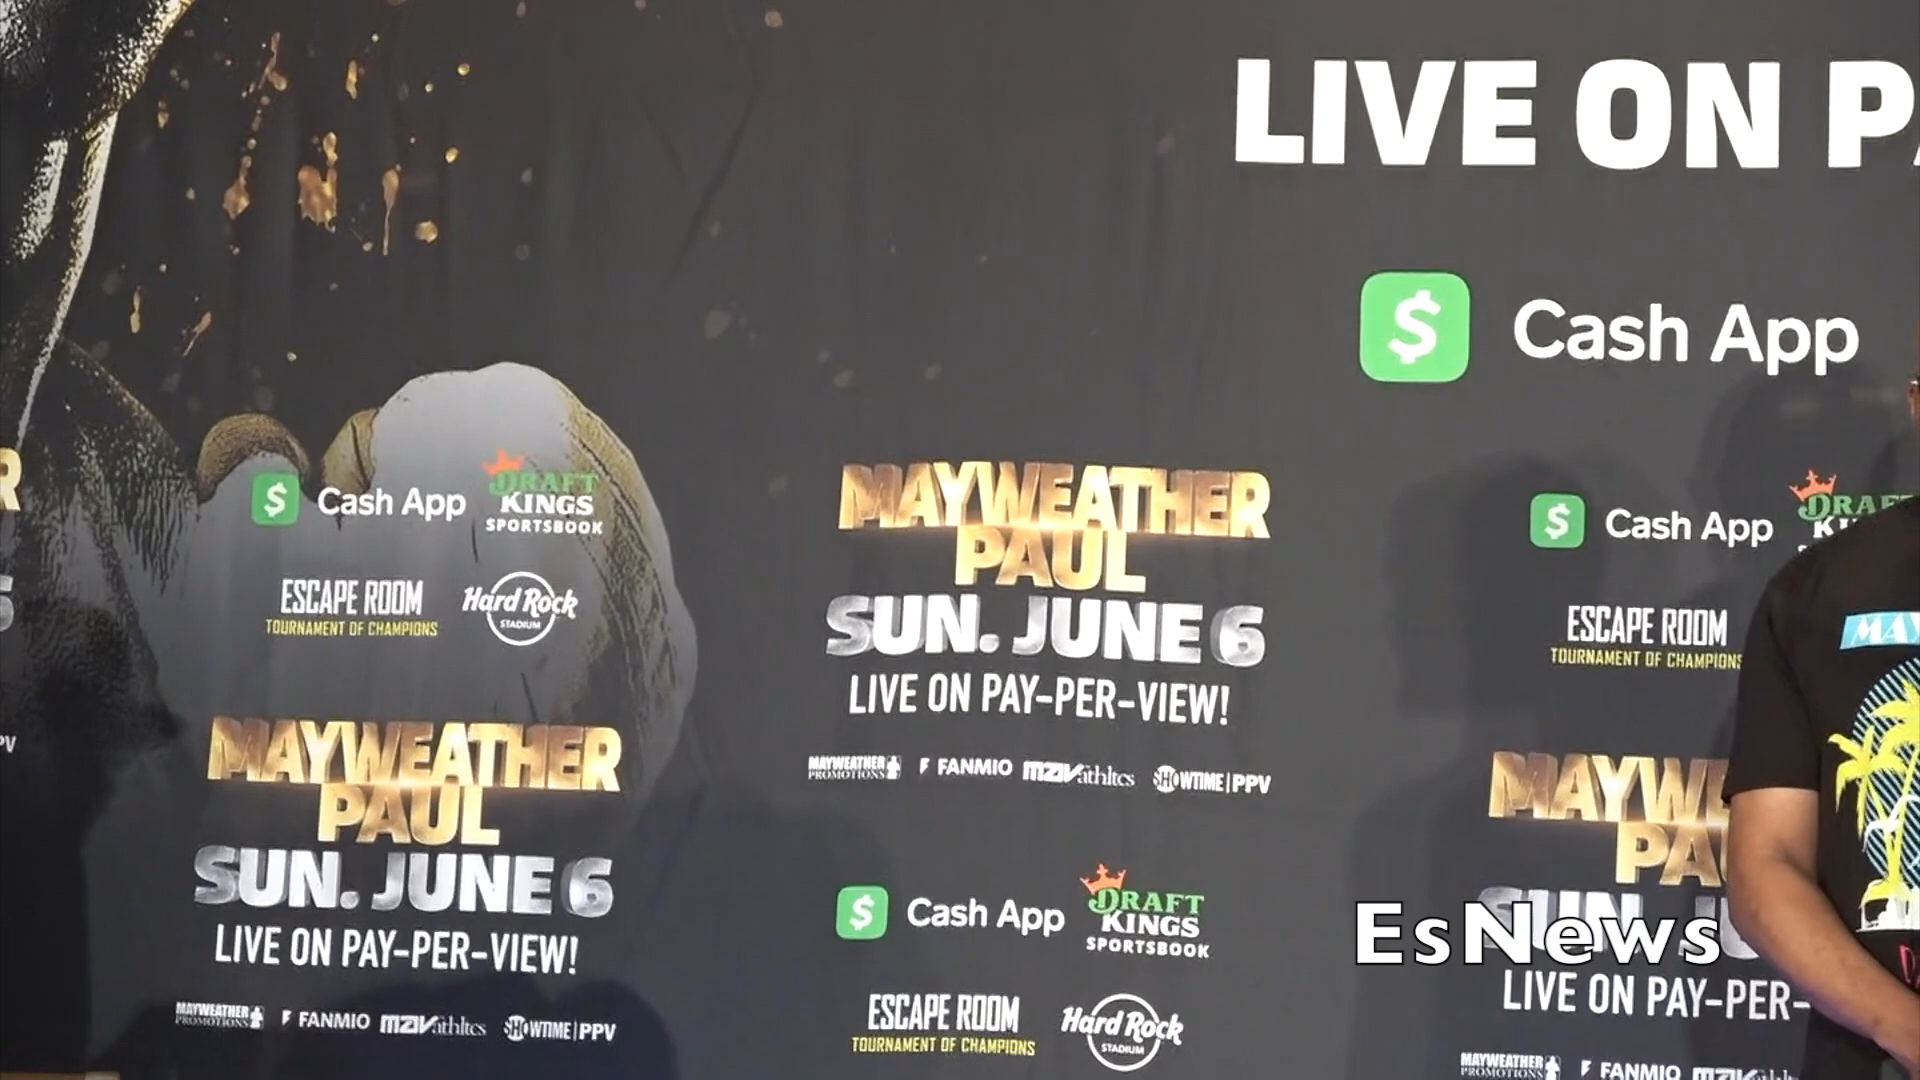 LIVE ON
$ Cash App
$ Cash App
DRAFT
KINGS
SPORTSBOOK
ESCAPE ROOM
TOURNAMENT OF CHAMPIONS
Hard Rock
STADIUM
MAYWEATHER
PAUL
SUN. JUNE 6
LIVE ON PAY-PER-VIEW!
MAYWEATHER
PROMOTIONS
FANMIO
SHOWTIME | PPV
MAYWEATHER
PAUL
SUN. JUNE 6
LIVE ON PAY-PER-VIEW!
MAYWEATHER
PROMOTIONS
FANMIO
SHOWTIME | PPV
$ Cash App
DRAFT
KINGS
SPORTSBOOK
ESCAPE ROOM
TOURNAMENT OF CHAMPIONS
Hard Rock
STADIUM
$ Cash App
ESCAPE ROOM
TOURNAMENT OF CHAMPIONS
SUN.
LIVE ON PAY-PER-
MAYWEATHER
PROMOTIONS
FANMIO
EsNews